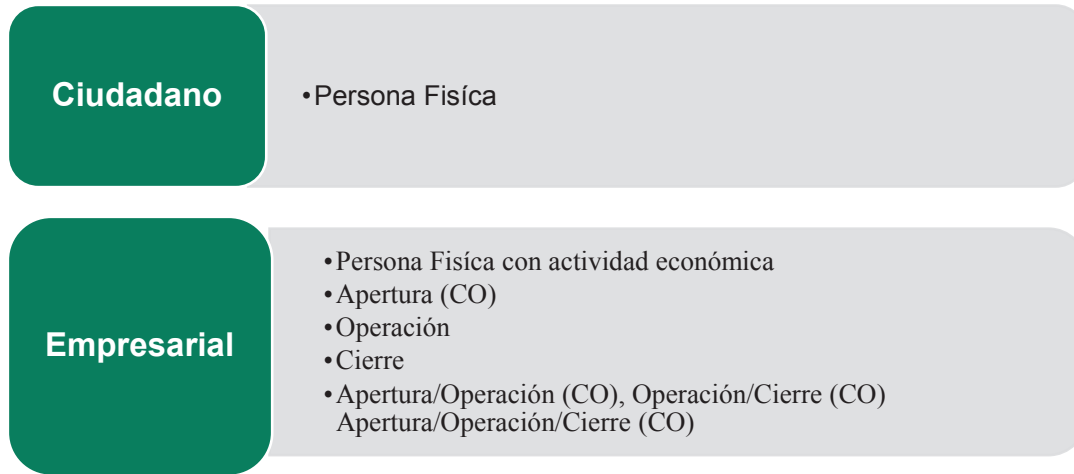 Ciudadano
•Persona Fisíca
Empresarial
•Persona Fisíca con actividad económica
•Apertura (CO)
•Operación
•Cierre
•Apertura/Operación (CO), Operación/Cierre (CO)
Apertura/Operación/Cierre (CO)